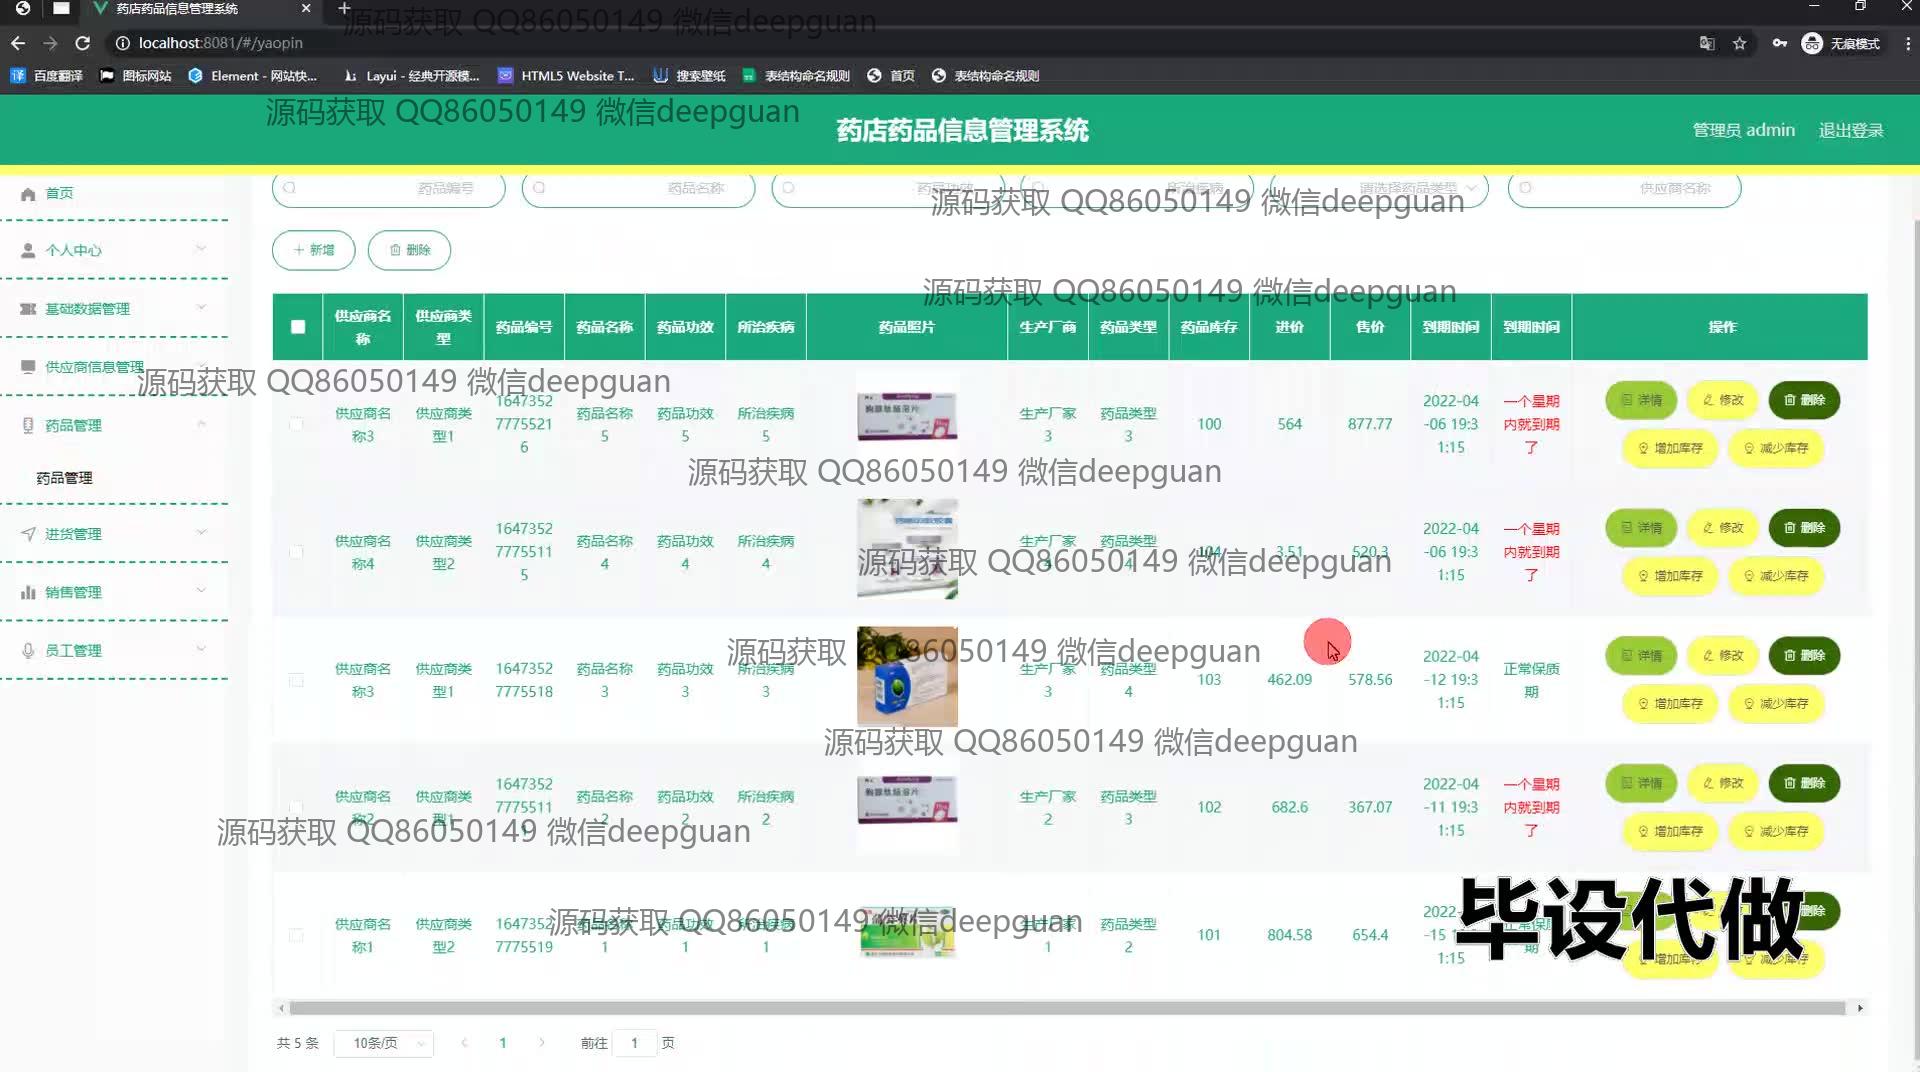 药店药品信息管理系统
源码获取 QQ86050149 微信deepguan
localhost:8081/#/yaopin
无痕模式
百度翻译 图标网站 Element - 网站快... Layui - 经典开源模... HTML5 Website T... 搜索壁纸 表结构命名规则 首页 表结构命名规则
源码获取 QQ86050149 微信deepguan
药店药品信息管理系统
管理员 admin 退出登录
首页
药品编号 药品名称 药品功效 所治疾病 请选择药品类型 供应商名称
源码获取 QQ86050149 微信deepguan
个人中心
新增 删除
源码获取 QQ86050149 微信deepguan
基础数据管理
供应商名称 供应商类型 药品编号 药品名称 药品功效 所治疾病 药品照片 生产厂商 药品类型 药品库存 进价 售价 到期时间 到期时间 操作
供应商信息管理
源码获取 QQ86050149 微信deepguan
药品管理
药品管理
供应商名称3 供应商类型1 164735277755216 药品名称5 药品功效5 所治疾病5 生产厂家3 药品类型3 100 564 877.77 2022-04-06 19:31:15 一个星期内就到期了 详情 修改 删除
增加库存 减少库存
源码获取 QQ86050149 微信deepguan
进货管理
供应商名称4 供应商类型2 164735277755115 药品名称4 药品功效4 所治疾病4 生产厂家4 药品类型4 104 3.51 520.3 2022-04-06 19:31:15 一个星期内就到期了 详情 修改 删除
增加库存 减少库存
源码获取 QQ86050149 微信deepguan
销售管理
员工管理
源码获取 QQ86050149 微信deepguan
供应商名称3 供应商类型1 16473527775518 药品名称3 药品功效3 所治疾病3 生产厂家3 药品类型4 103 462.09 578.56 2022-04-12 19:31:15 正常保质期 详情 修改 删除
增加库存 减少库存
源码获取 QQ86050149 微信deepguan
供应商名称2 供应商类型1 1647352777551 药品名称2 药品功效2 所治疾病2 生产厂家2 药品类型3 102 682.6 367.07 2022-04-11 19:31:15 一个星期内就到期了 详情 修改 删除
增加库存 减少库存
源码获取 QQ86050149 微信deepguan
毕设代做
供应商名称1 供应商类型2 16473527775519 药品名称1 药品功效1 所治疾病1 生产厂家1 药品类型2 101 804.58 654.4 2022 -15 1:15 正常保质期 删除
增加库存 减少库存
源码获取 QQ86050149 微信deepguan
共 5 条 10条/页 1 前往 1 页